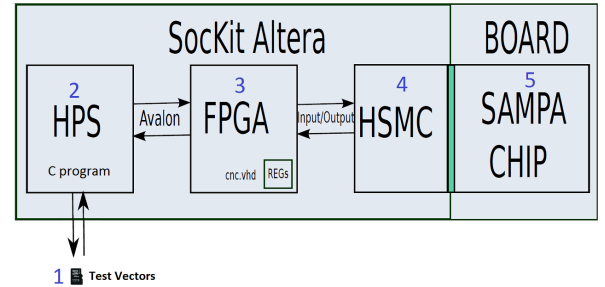 SocKit Altera
BOARD
2
HPS
C program
Avalon
3
FPGA
cnc.vhd
REGs
Input/Output
4
HSMC
5
SAMPA
CHIP
1 Test Vectors